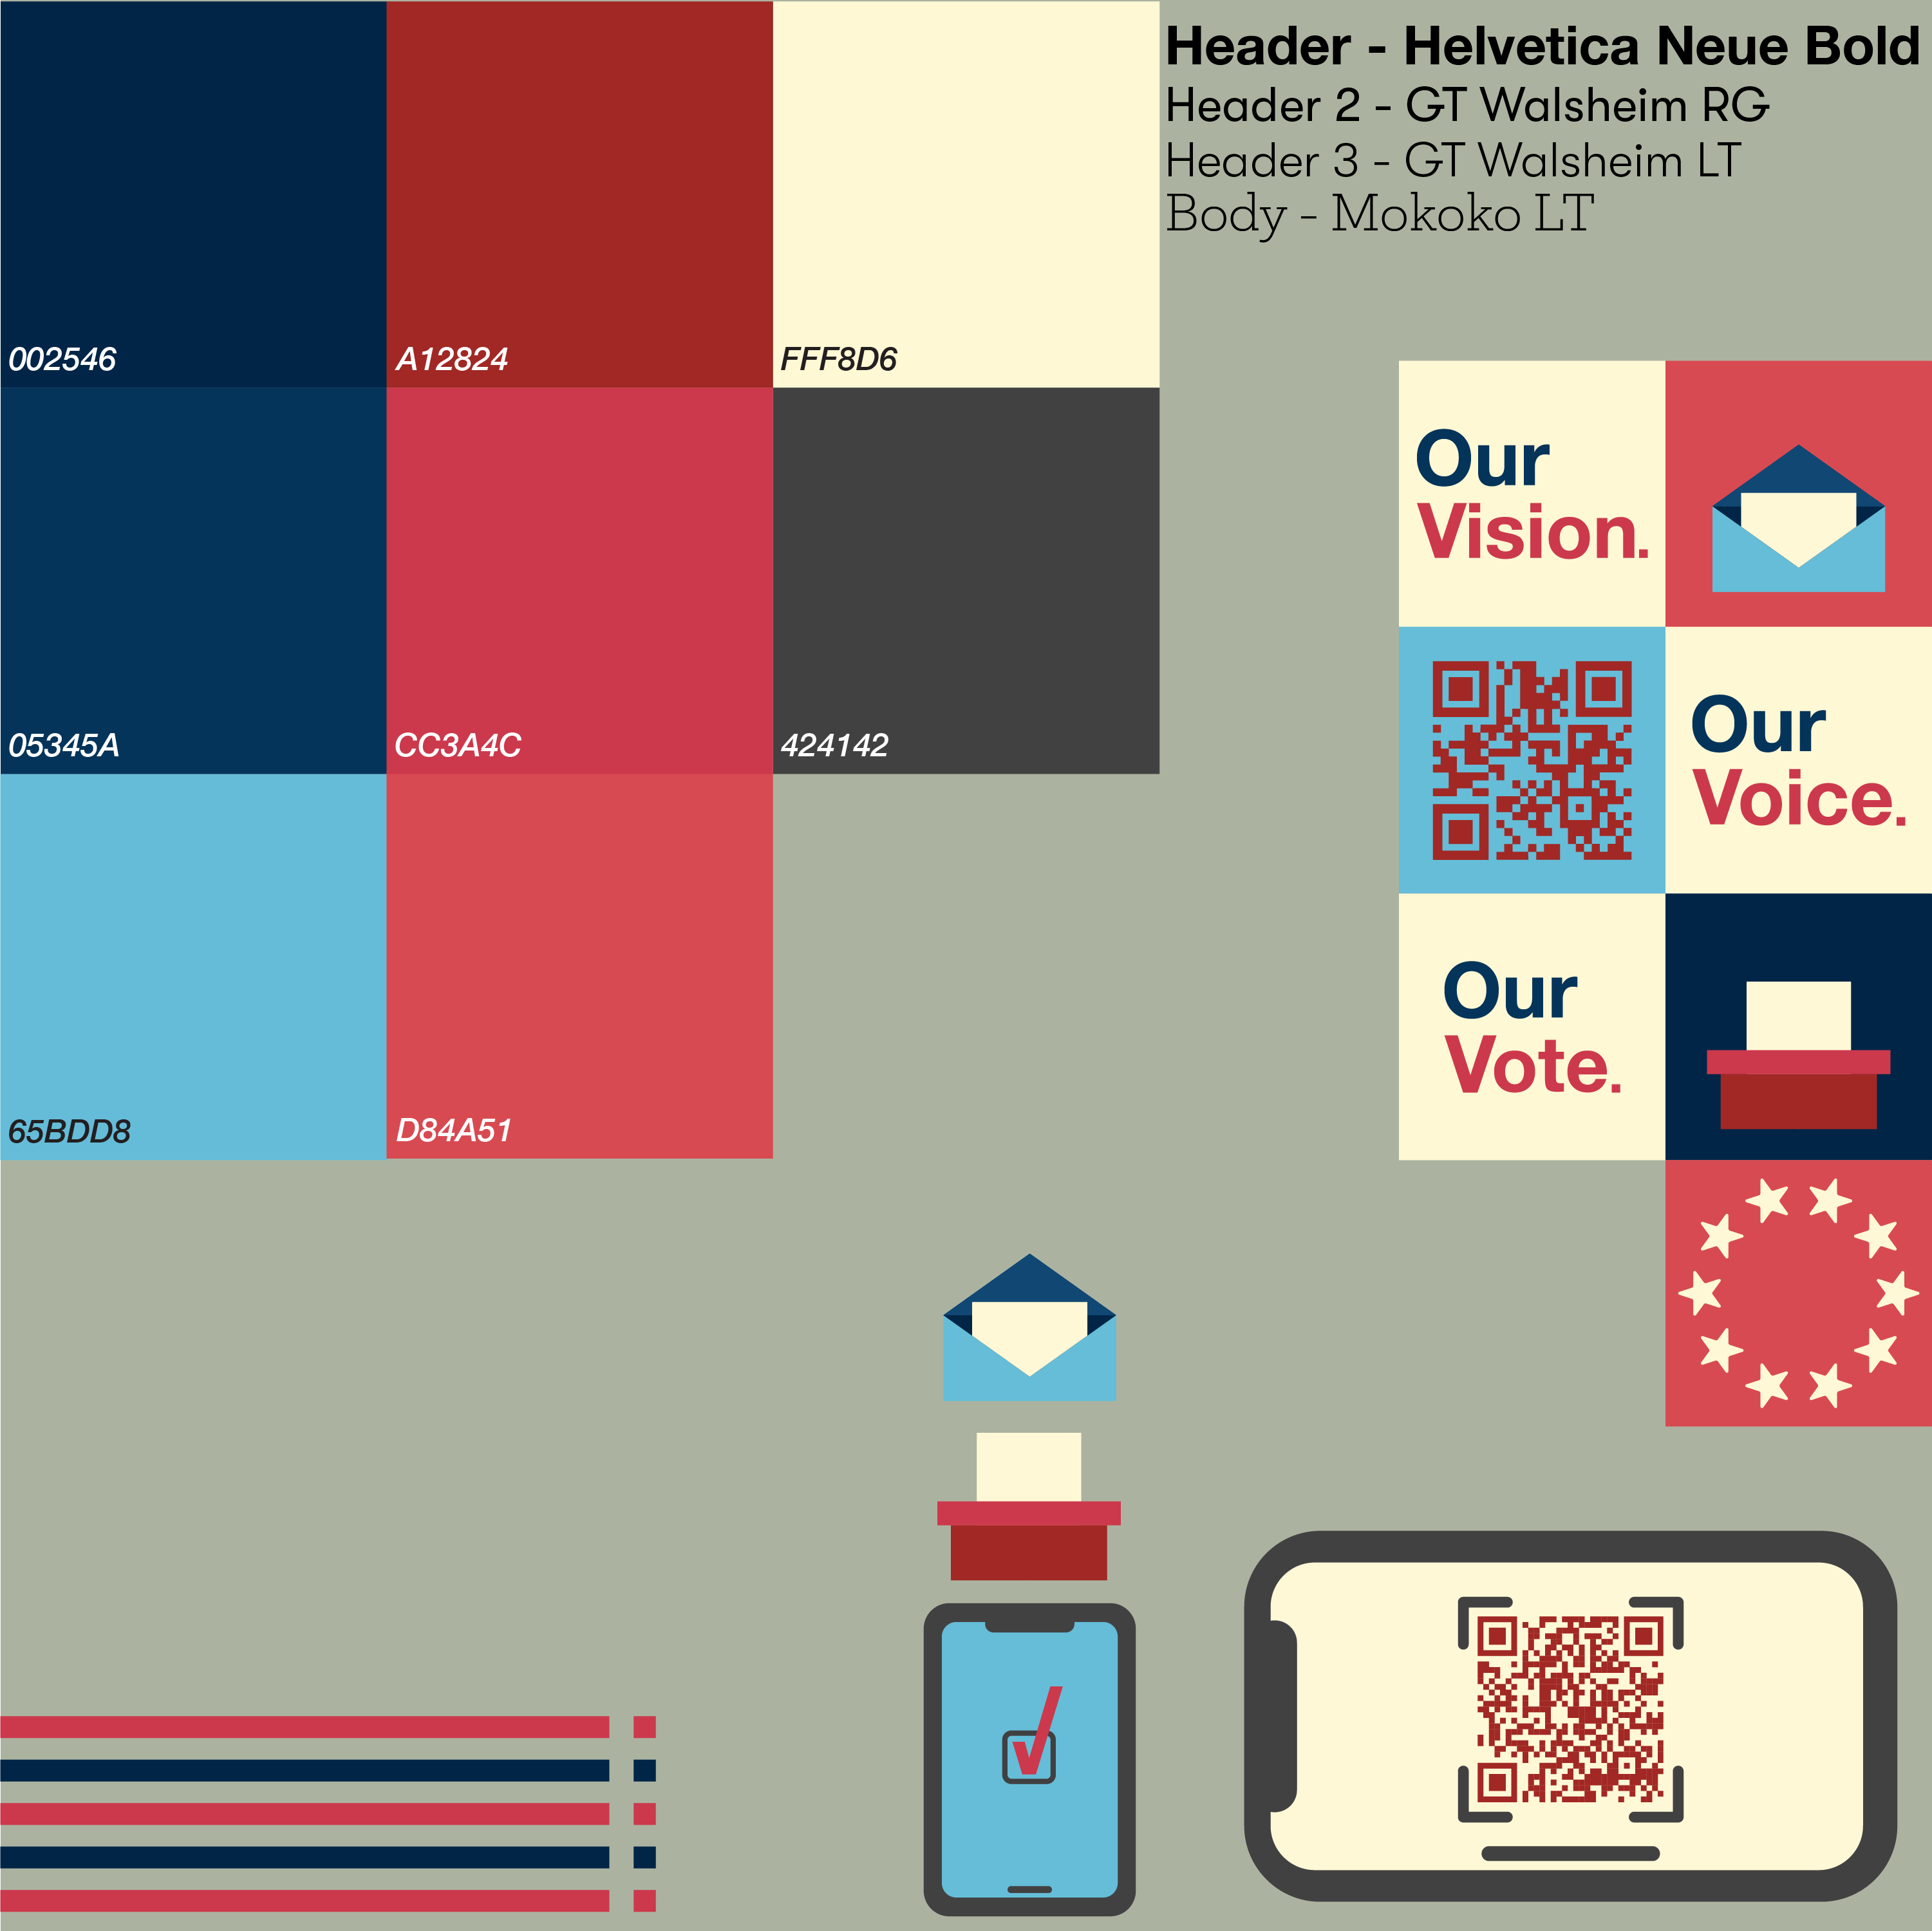 Header - Helvetica Neue Bold
Header 2 - GT Walsheim RG
Header 3 - GT Walsheim LT
Body - Mokoko LT
002546
A12824
FFF8D6
05345A
CC3A4C
424142
65BDD8
D84A51
Our
Vision.
Our
Voice.
Our
Vote.